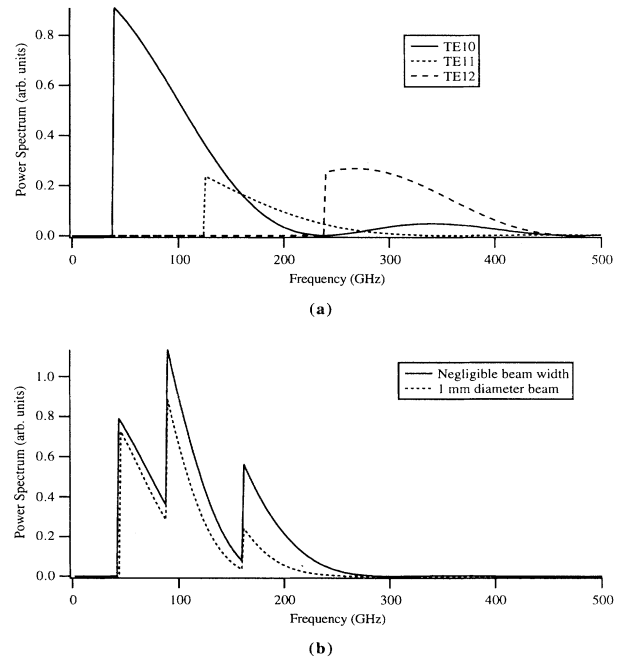 0.8
0.6
0.4
0.2
0.0
Power Spectrum (arb. units)
TE10
TE11
TE12
0 100 200 300 400 500
Frequency (GHz)
(a)
1.0
0.8
0.6
0.4
0.2
0.0
Power Spectrum (arb. units)
Negligible beam width
1 mm diameter beam
0 100 200 300 400 500
Frequency (GHz)
(b)